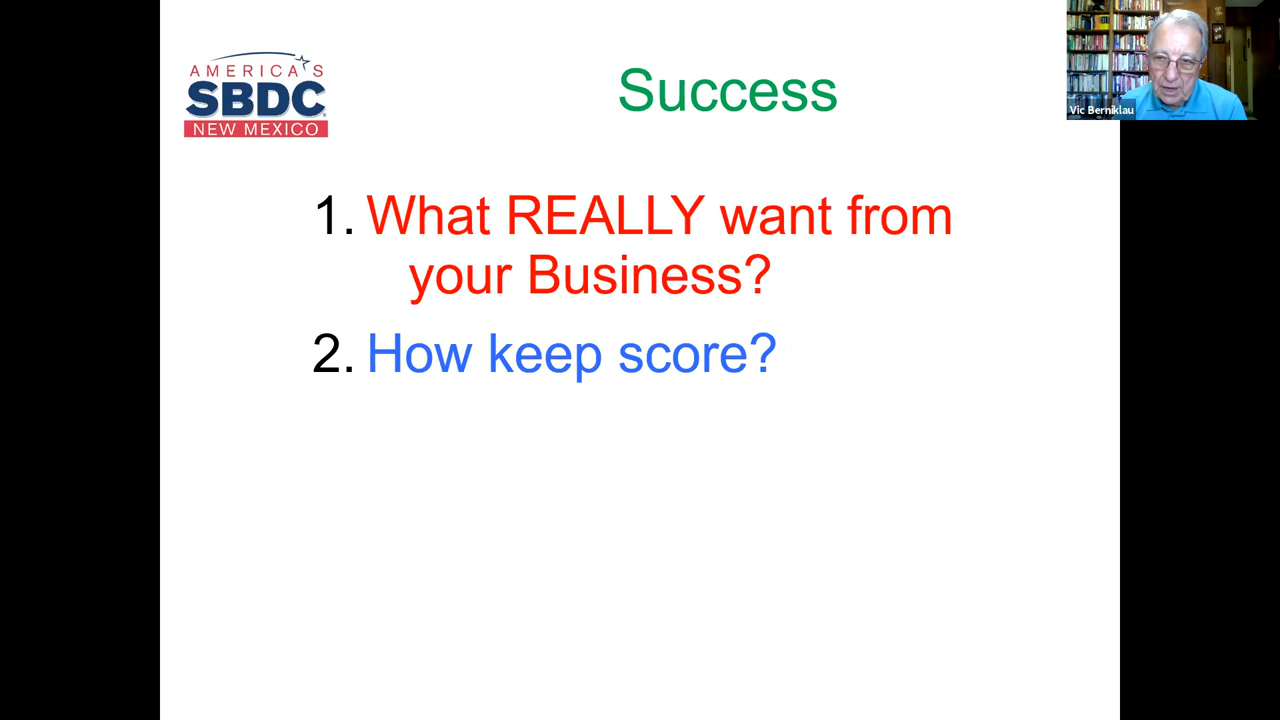 AMERICA'S
SBDC
NEW MEXICO
Success
Vic Berniklau
1. What REALLY want from
your Business?
2. How keep score?